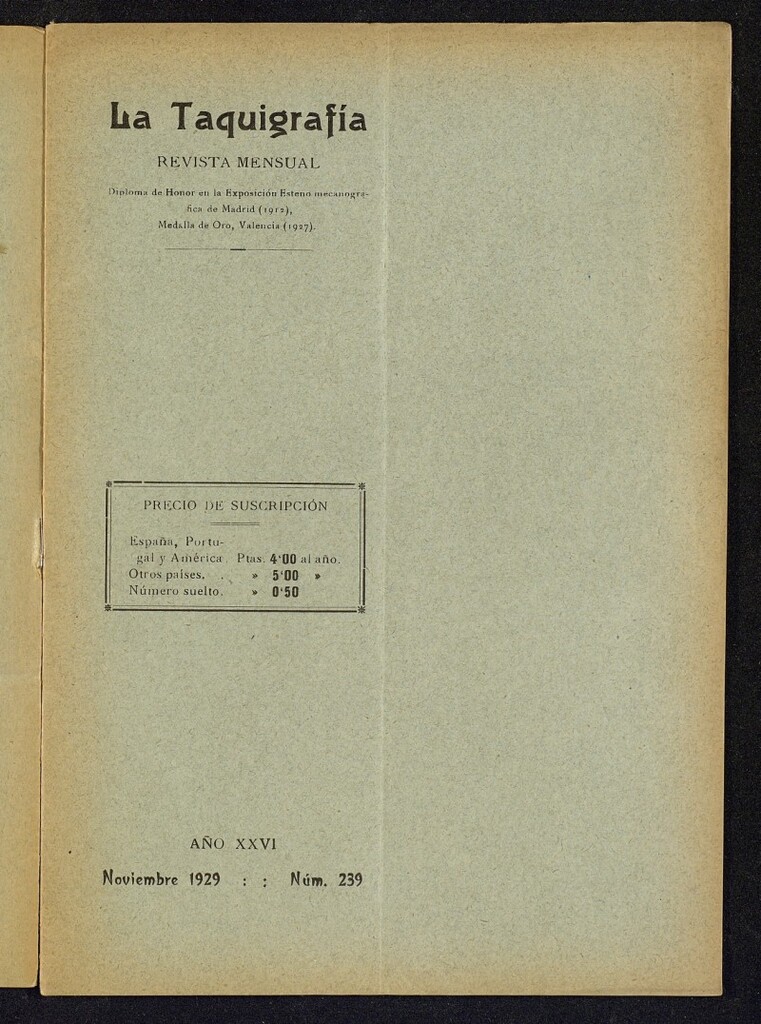 La Taquigrafía
REVISTA MENSUAL
Diploma de Honor en la Exposición Esteno mecanográ-
fica de Madrid (1912),
Medalla de Oro, Valencia (1927).
PRECIO DE SUSCRIPCIÓN
España, Portu-
gal y América Ptas. 4'00 al año.
Otros países. . » 5'00 »
Número suelto. » 0'50
AÑO XXVI
Noviembre 1929 : : Núm. 239